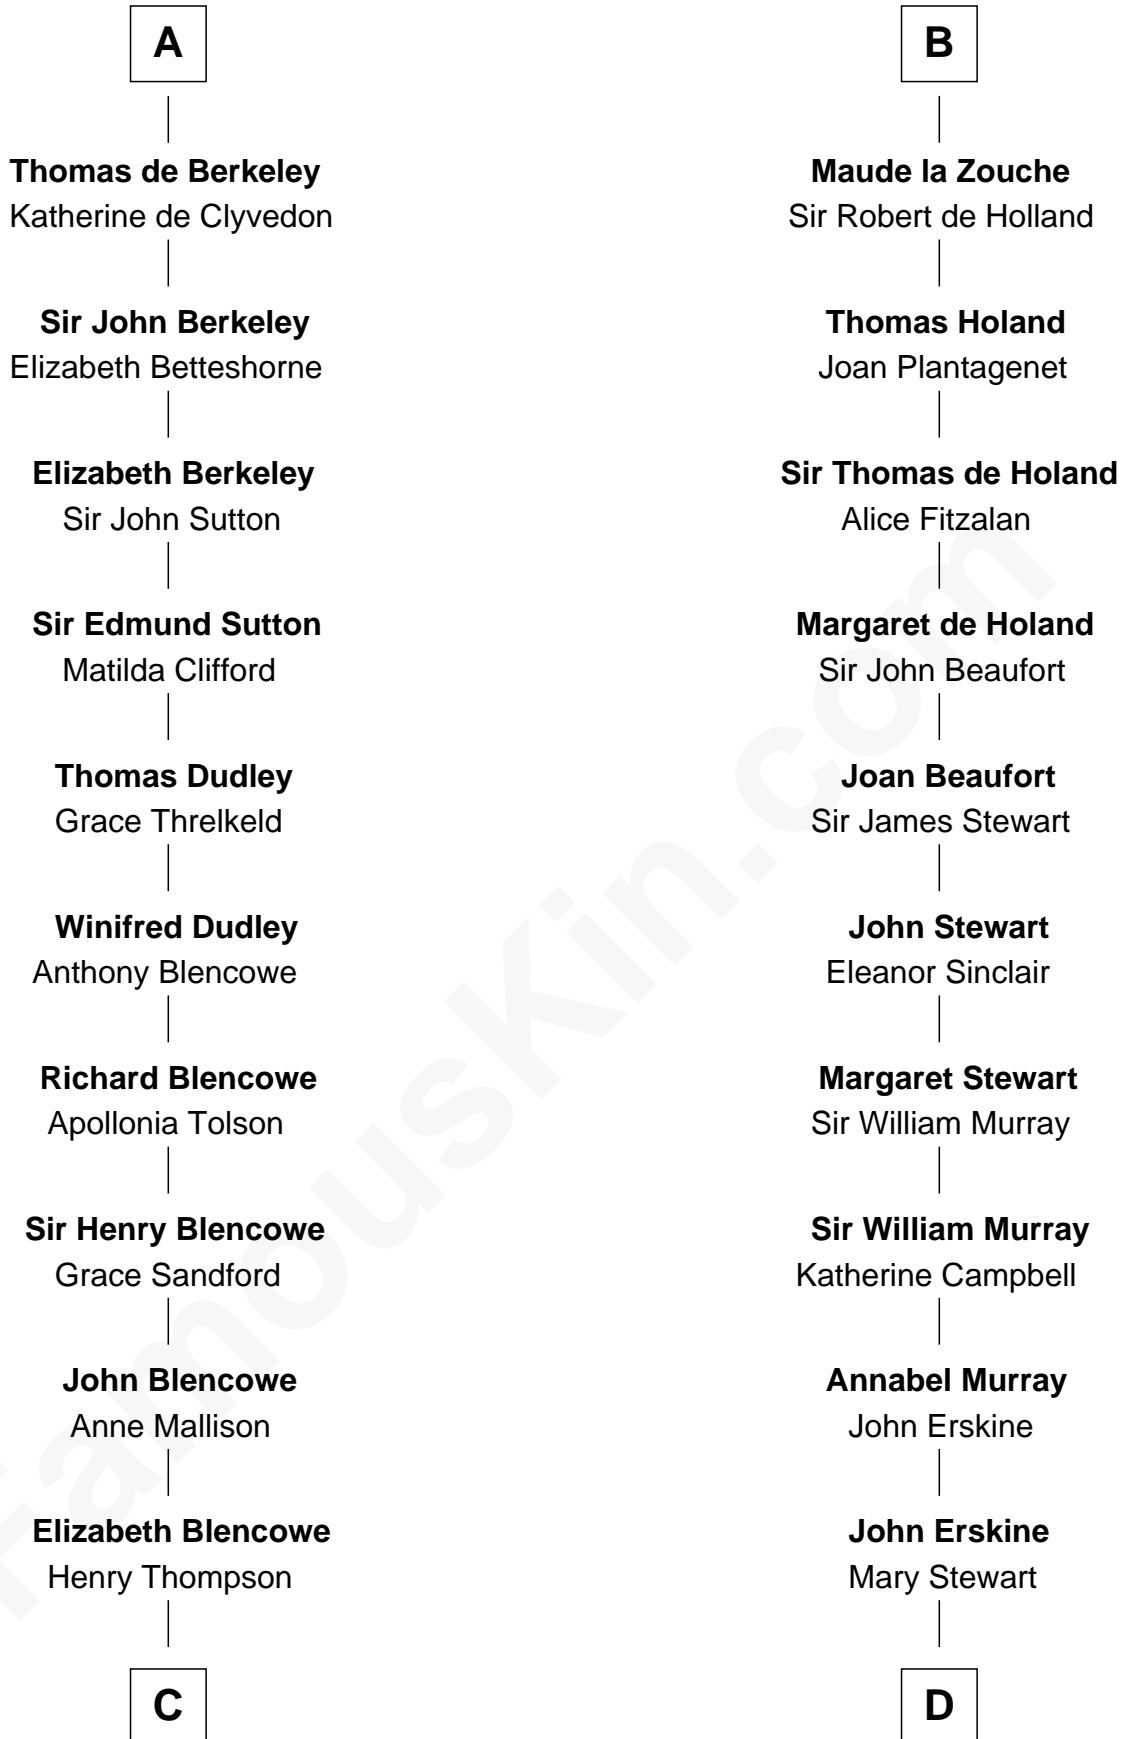 A
Thomas de Berkeley
Katherine de Clyvedon
Sir John Berkeley
Elizabeth Betteshorne
Elizabeth Berkeley
Sir John Sutton
Sir Edmund Sutton
Matilda Clifford
Thomas Dudley
Grace Threlkeld
Winifred Dudley
Anthony Blencowe
Richard Blencowe
Apollonia Tolson
Sir Henry Blencowe
Grace Sandford
John Blencowe
Anne Mallison
Elizabeth Blencowe
Henry Thompson
C
B
Maude la Zouche
Sir Robert de Holland
Thomas Holand
Joan Plantagenet
Sir Thomas de Holand
Alice Fitzalan
Margaret de Holand
Sir John Beaufort
Joan Beaufort
Sir James Stewart
John Stewart
Eleanor Sinclair
Margaret Stewart
Sir William Murray
Sir William Murray
Katherine Campbell
Annabel Murray
John Erskine
John Erskine
Mary Stewart
D
FamousKin.com